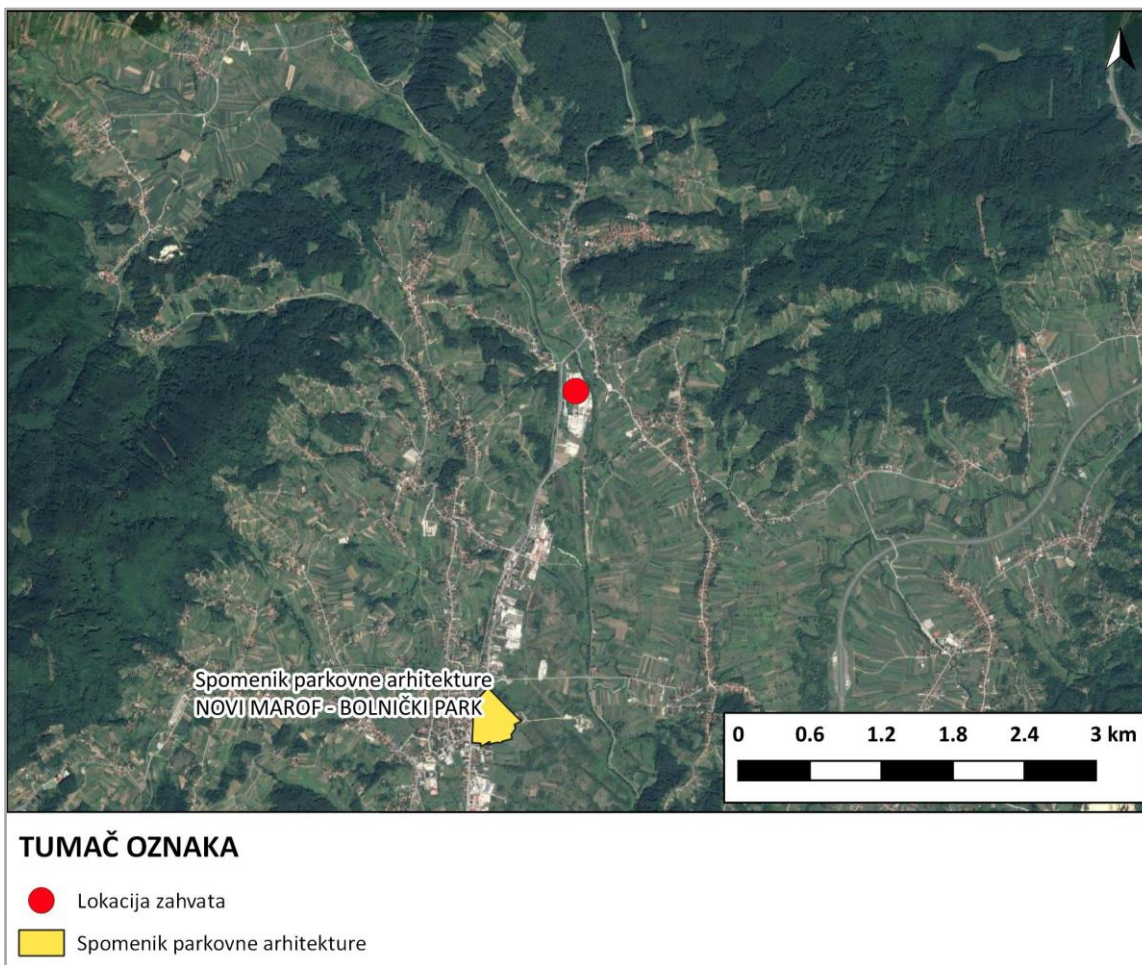 Spomenik parkovne arhitekture
NOVI MAROF - BOLNIČKI PARK
0 0.6 1.2 1.8 2.4 3 km
TUMAČ OZNAKA
Lokacija zahvata
Spomenik parkovne arhitekture